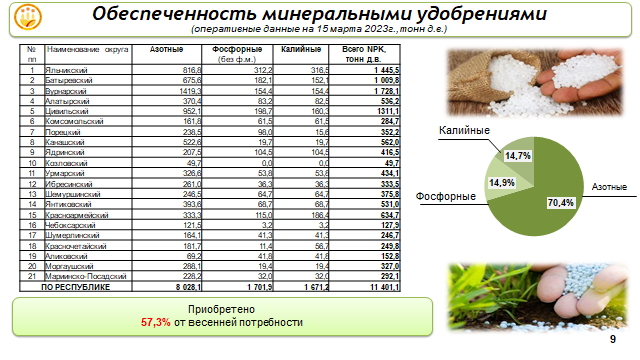 Обеспеченность минеральными удобрениями
(оперативные данные на 15 марта 2023г., тонн д.в.)
№ пп Наименование округа Азотные Фосфорные (без ф.м.) Калийные Всего NPK, тонн д.в.
1 Яльчикский 816,8 312,2 316,5 1 445,5
2 Батыревский 675,6 182,1 152,1 1 009,8
3 Вурнарский 1419,3 154,4 154,4 1 728,1
4 Алатырский 370,4 83,2 82,5 536,2
5 Цивильский 952,1 198,7 160,3 1311,1
6 Комсомольский 161,8 61,5 61,5 284,7
7 Порецкий 238,5 98,0 15,6 352,2
8 Канашский 522,6 19,7 19,7 562,0
9 Ядринский 207,5 104,5 104,5 416,5
10 Козловский 49,7 0,0 0,0 49,7
11 Урмарский 326,6 53,8 53,8 434,1
12 Ибресинский 261,0 36,3 36,3 333,5
13 Шемуршинский 246,5 64,7 64,7 375,8
14 Янтиковский 393,6 68,7 68,7 531,0
15 Красноармейский 333,3 115,0 186,4 634,7
16 Чебоксарский 121,5 3,2 3,2 127,9
17 Шумерлинский 164,1 41,3 41,3 246,7
18 Красночетайский 181,7 11,4 56,7 249,8
19 Аликовский 69,2 41,8 41,8 152,8
20 Моргаушский 288,1 19,4 19,4 327,0
21 Мариинско-Посадский 228,2 32,0 32,0 292,1
ПО РЕСПУБЛИКЕ 8 028,1 1 701,9 1 671,2 11 401,1
Калийные
14,7%
14,9%
Фосфорные
Азотные
70,4%
Приобретено
57,3% от весенней потребности
9